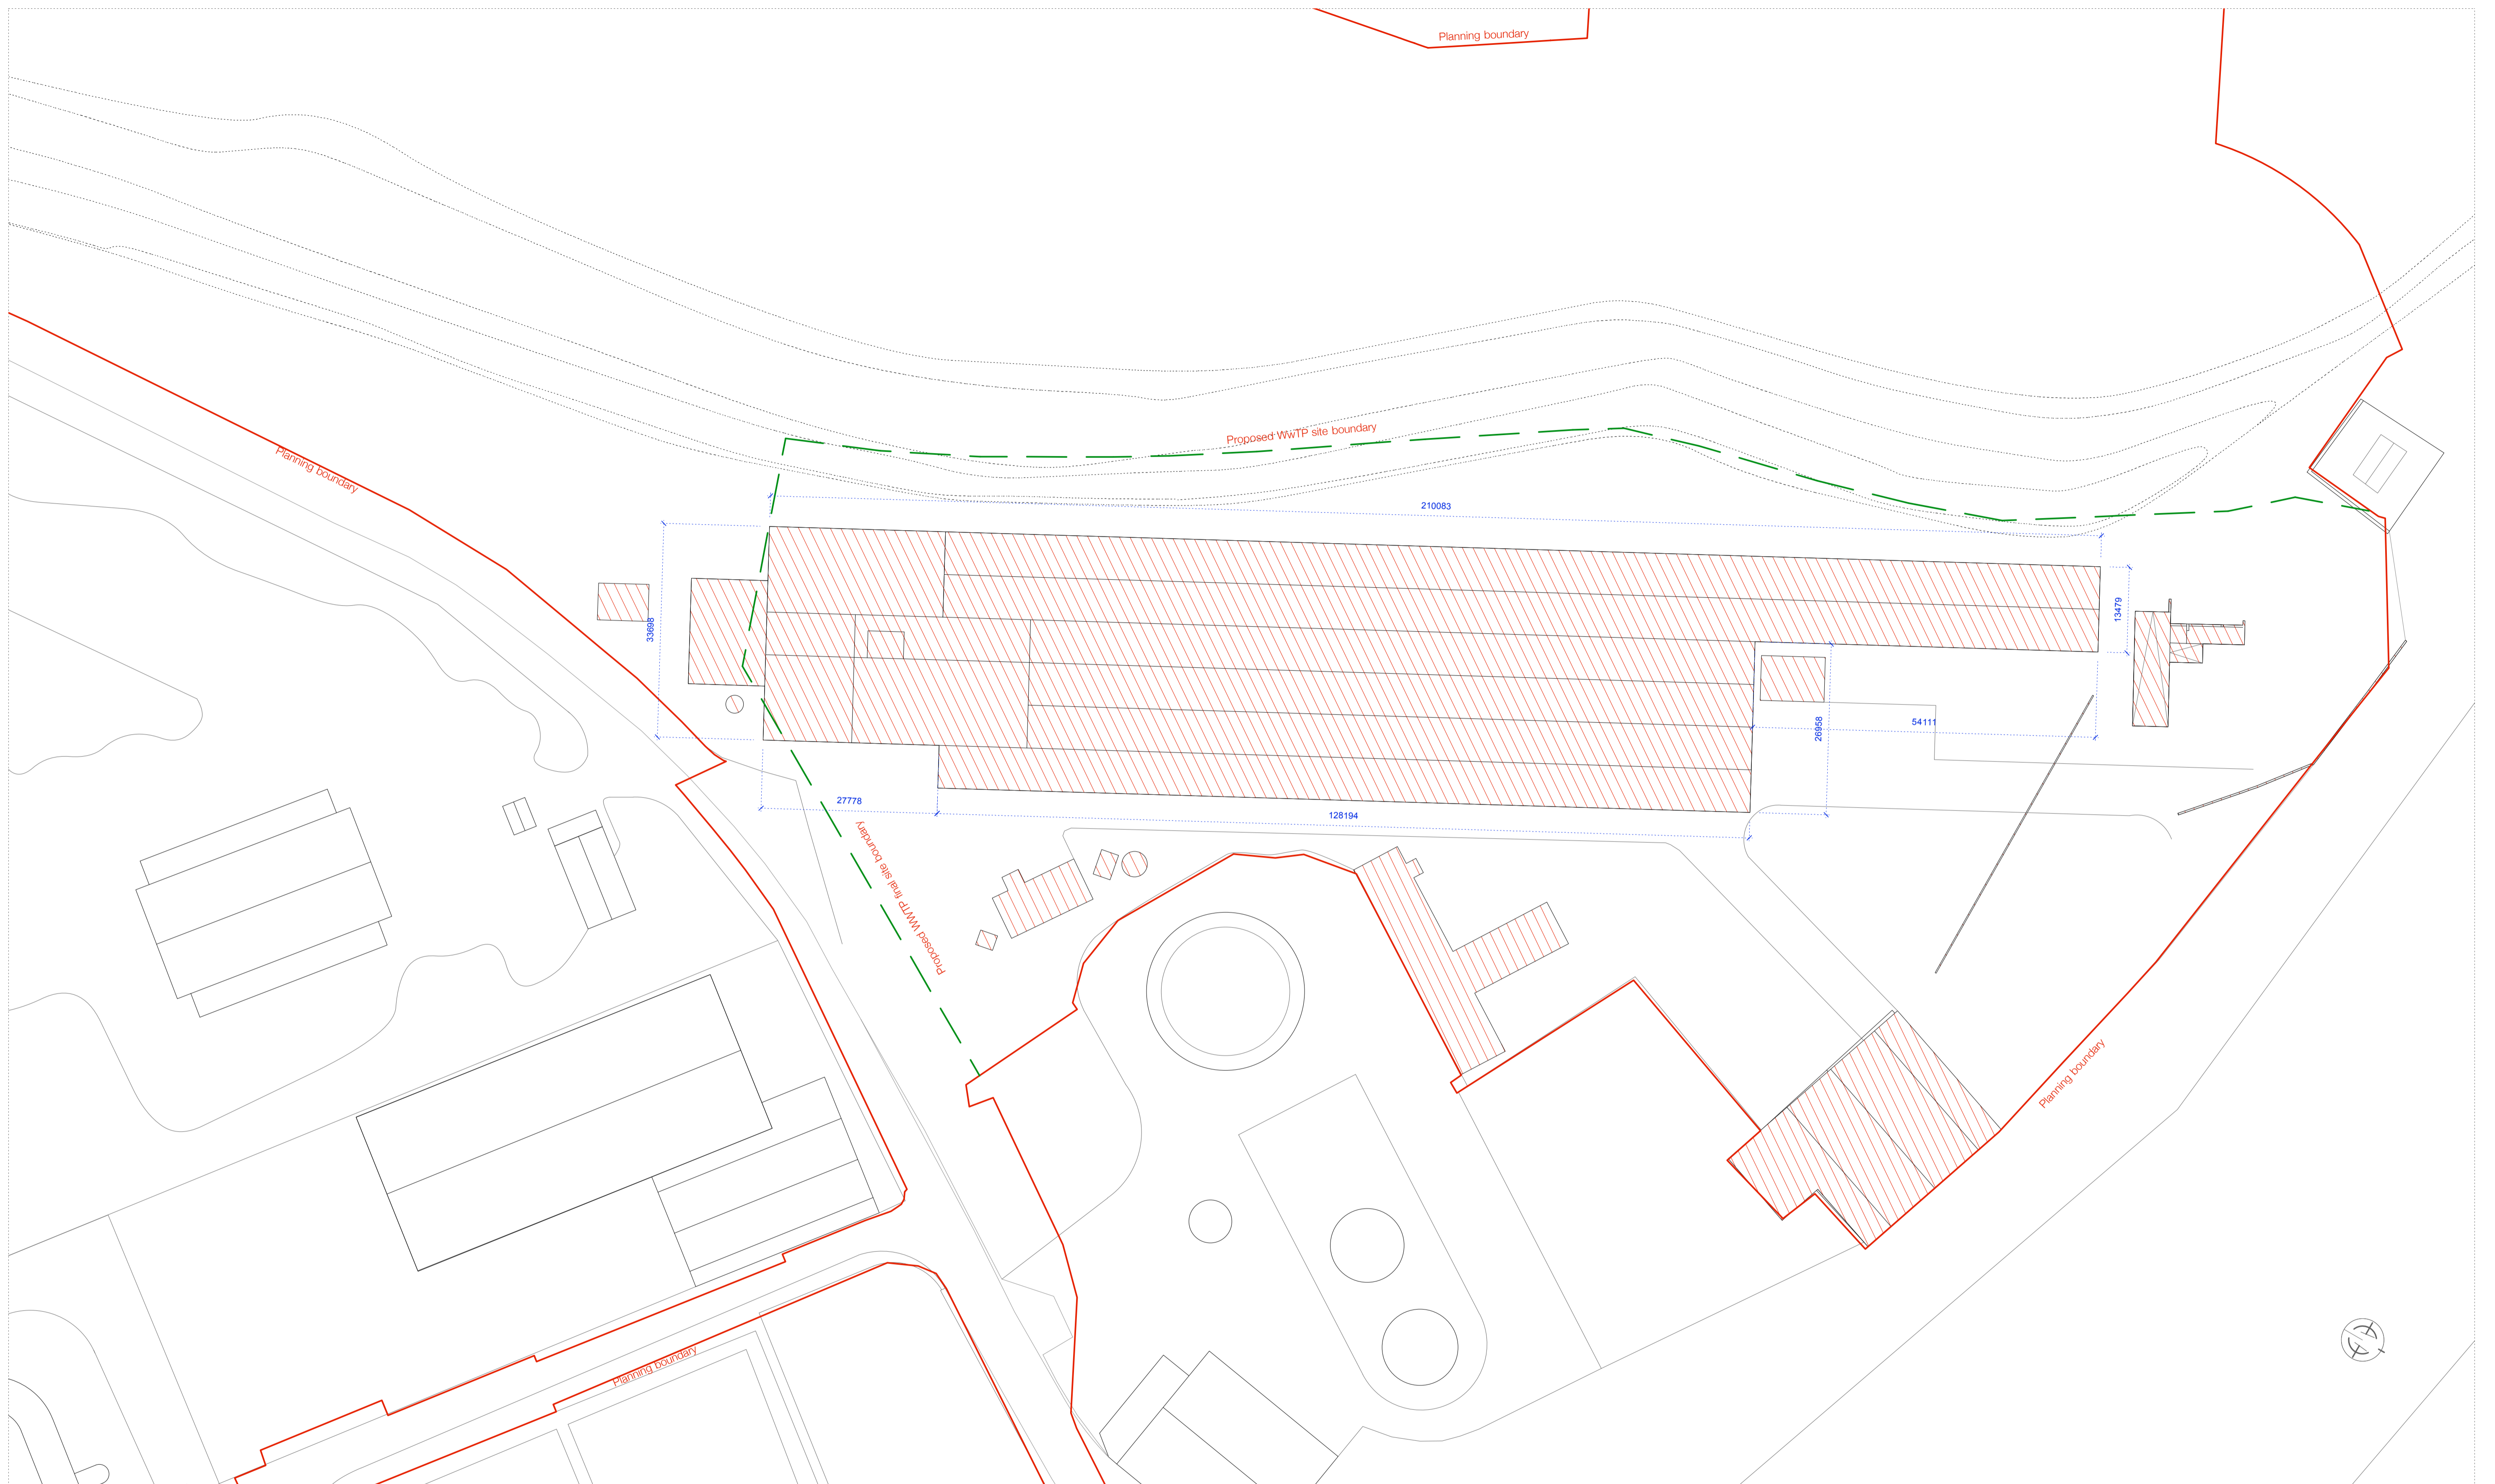 Planning boundary
Proposed WwTP site boundary
Planning boundary
210083
13479
33698
54111
26958
27778
128194
Proposed WWTP final site boundary
Planning boundary
Planning boundary